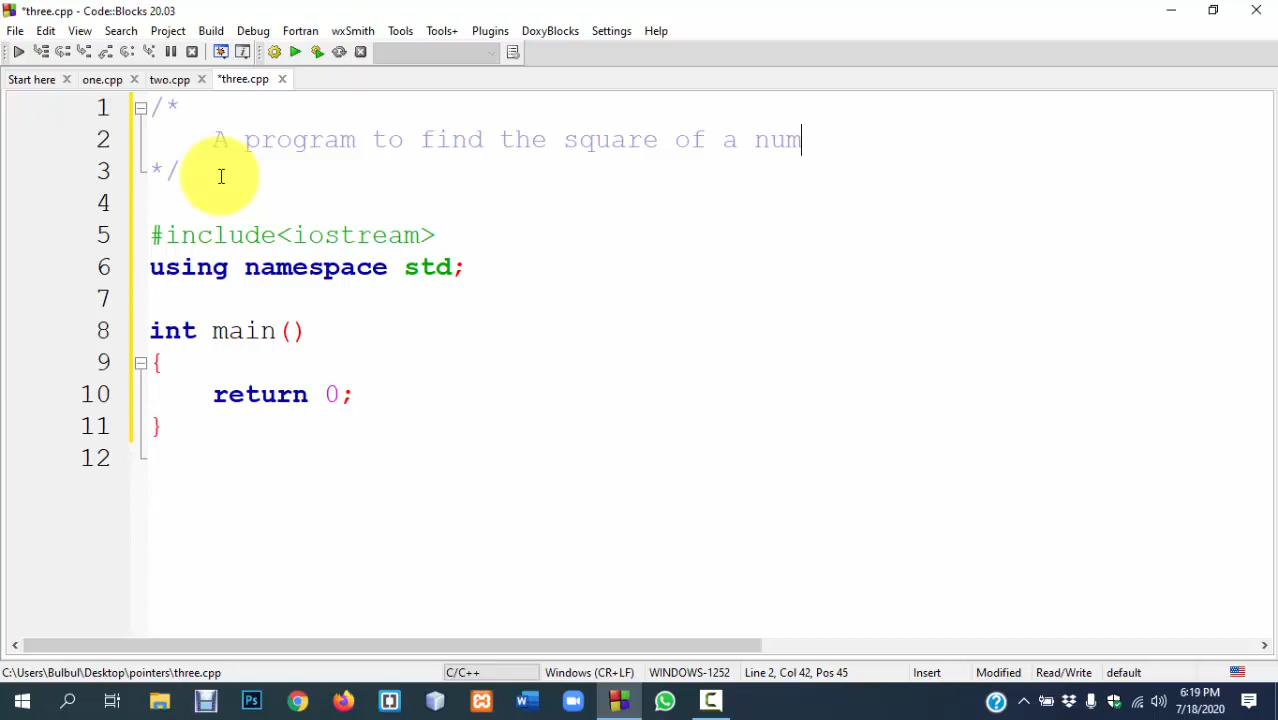 *three.cpp - Code::Blocks 20.03
File Edit View Search Project Build Debug Fortran wxSmith Tools Tools+ Plugins DoxyBlocks Settings Help
Start here one.cpp two.cpp *three.cpp
1 /*
2 A program to find the square of a num
3 */
4
5 #include<iostream>
6 using namespace std;
7
8 int main()
9 {
10 return 0;
11 }
12
C:\Users\Bulbul\Desktop\pointers\three.cpp C/C++ Windows (CR+LF) WINDOWS-1252 Line 2, Col 42, Pos 45 Insert Modified Read/Write default
6:19 PM
7/18/2020